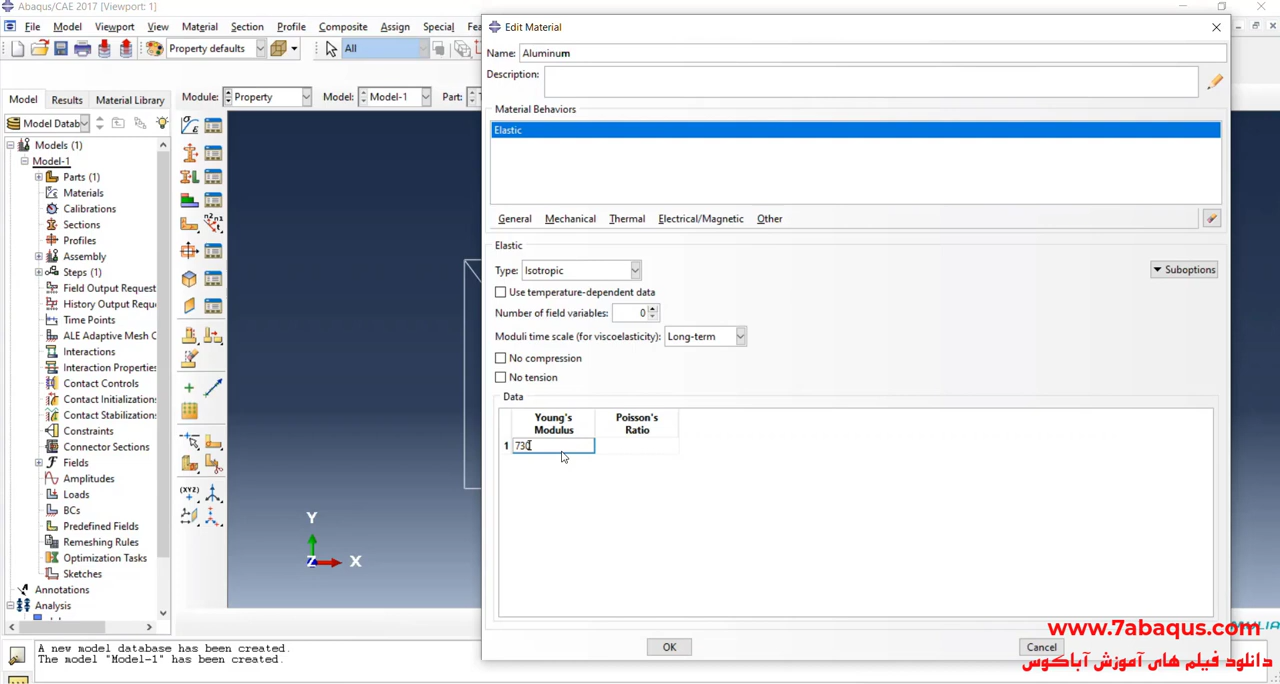 Abaqus/CAE 2017 [Viewport: 1]
File Model Viewport View Material Section Profile Composite Assign Special Fea
Property defaults All
Model Results Material Library Module: Property Model: Model-1 Part:
Model Datab
Models (1)
Model-1
Parts (1)
Materials
Calibrations
Sections
Profiles
Assembly
Steps (1)
Field Output Request
History Output Reque
Time Points
ALE Adaptive Mesh C
Interactions
Interaction Properties
Contact Controls
Contact Initializations
Contact Stabilizations
Constraints
Connector Sections
Fields
Amplitudes
Loads
BCs
Predefined Fields
Remeshing Rules
Optimization Tasks
Sketches
Annotations
Analysis
(XYZ)
Y
Z X
Edit Material
Name: Aluminum
Description:
Material Behaviors
Elastic
General Mechanical Thermal Electrical/Magnetic Other
Elastic
Type: Isotropic Suboptions
Use temperature-dependent data
Number of field variables: 0
Moduli time scale (for viscoelasticity): Long-term
No compression
No tension
Data
Young's Poisson's
Modulus Ratio
1 730
OK Cancel
A new model database has been created.
The model "Model-1" has been created.
www.7abaqus.com
دانلود فیلم های آموزش آباکوس